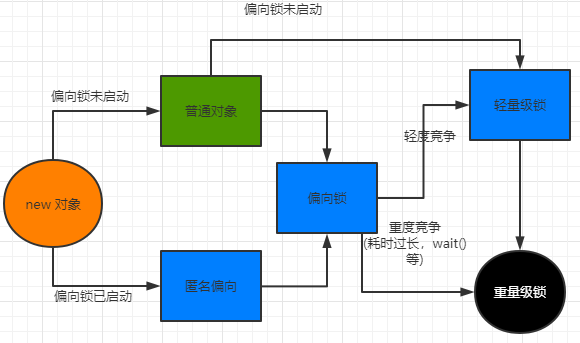 偏向锁未启动
偏向锁未启动
普通对象
轻量级锁
轻度竞争
new 对象
偏向锁
重度竞争
(耗时过长，wait()
等)
偏向锁已启动
匿名偏向
重量级锁